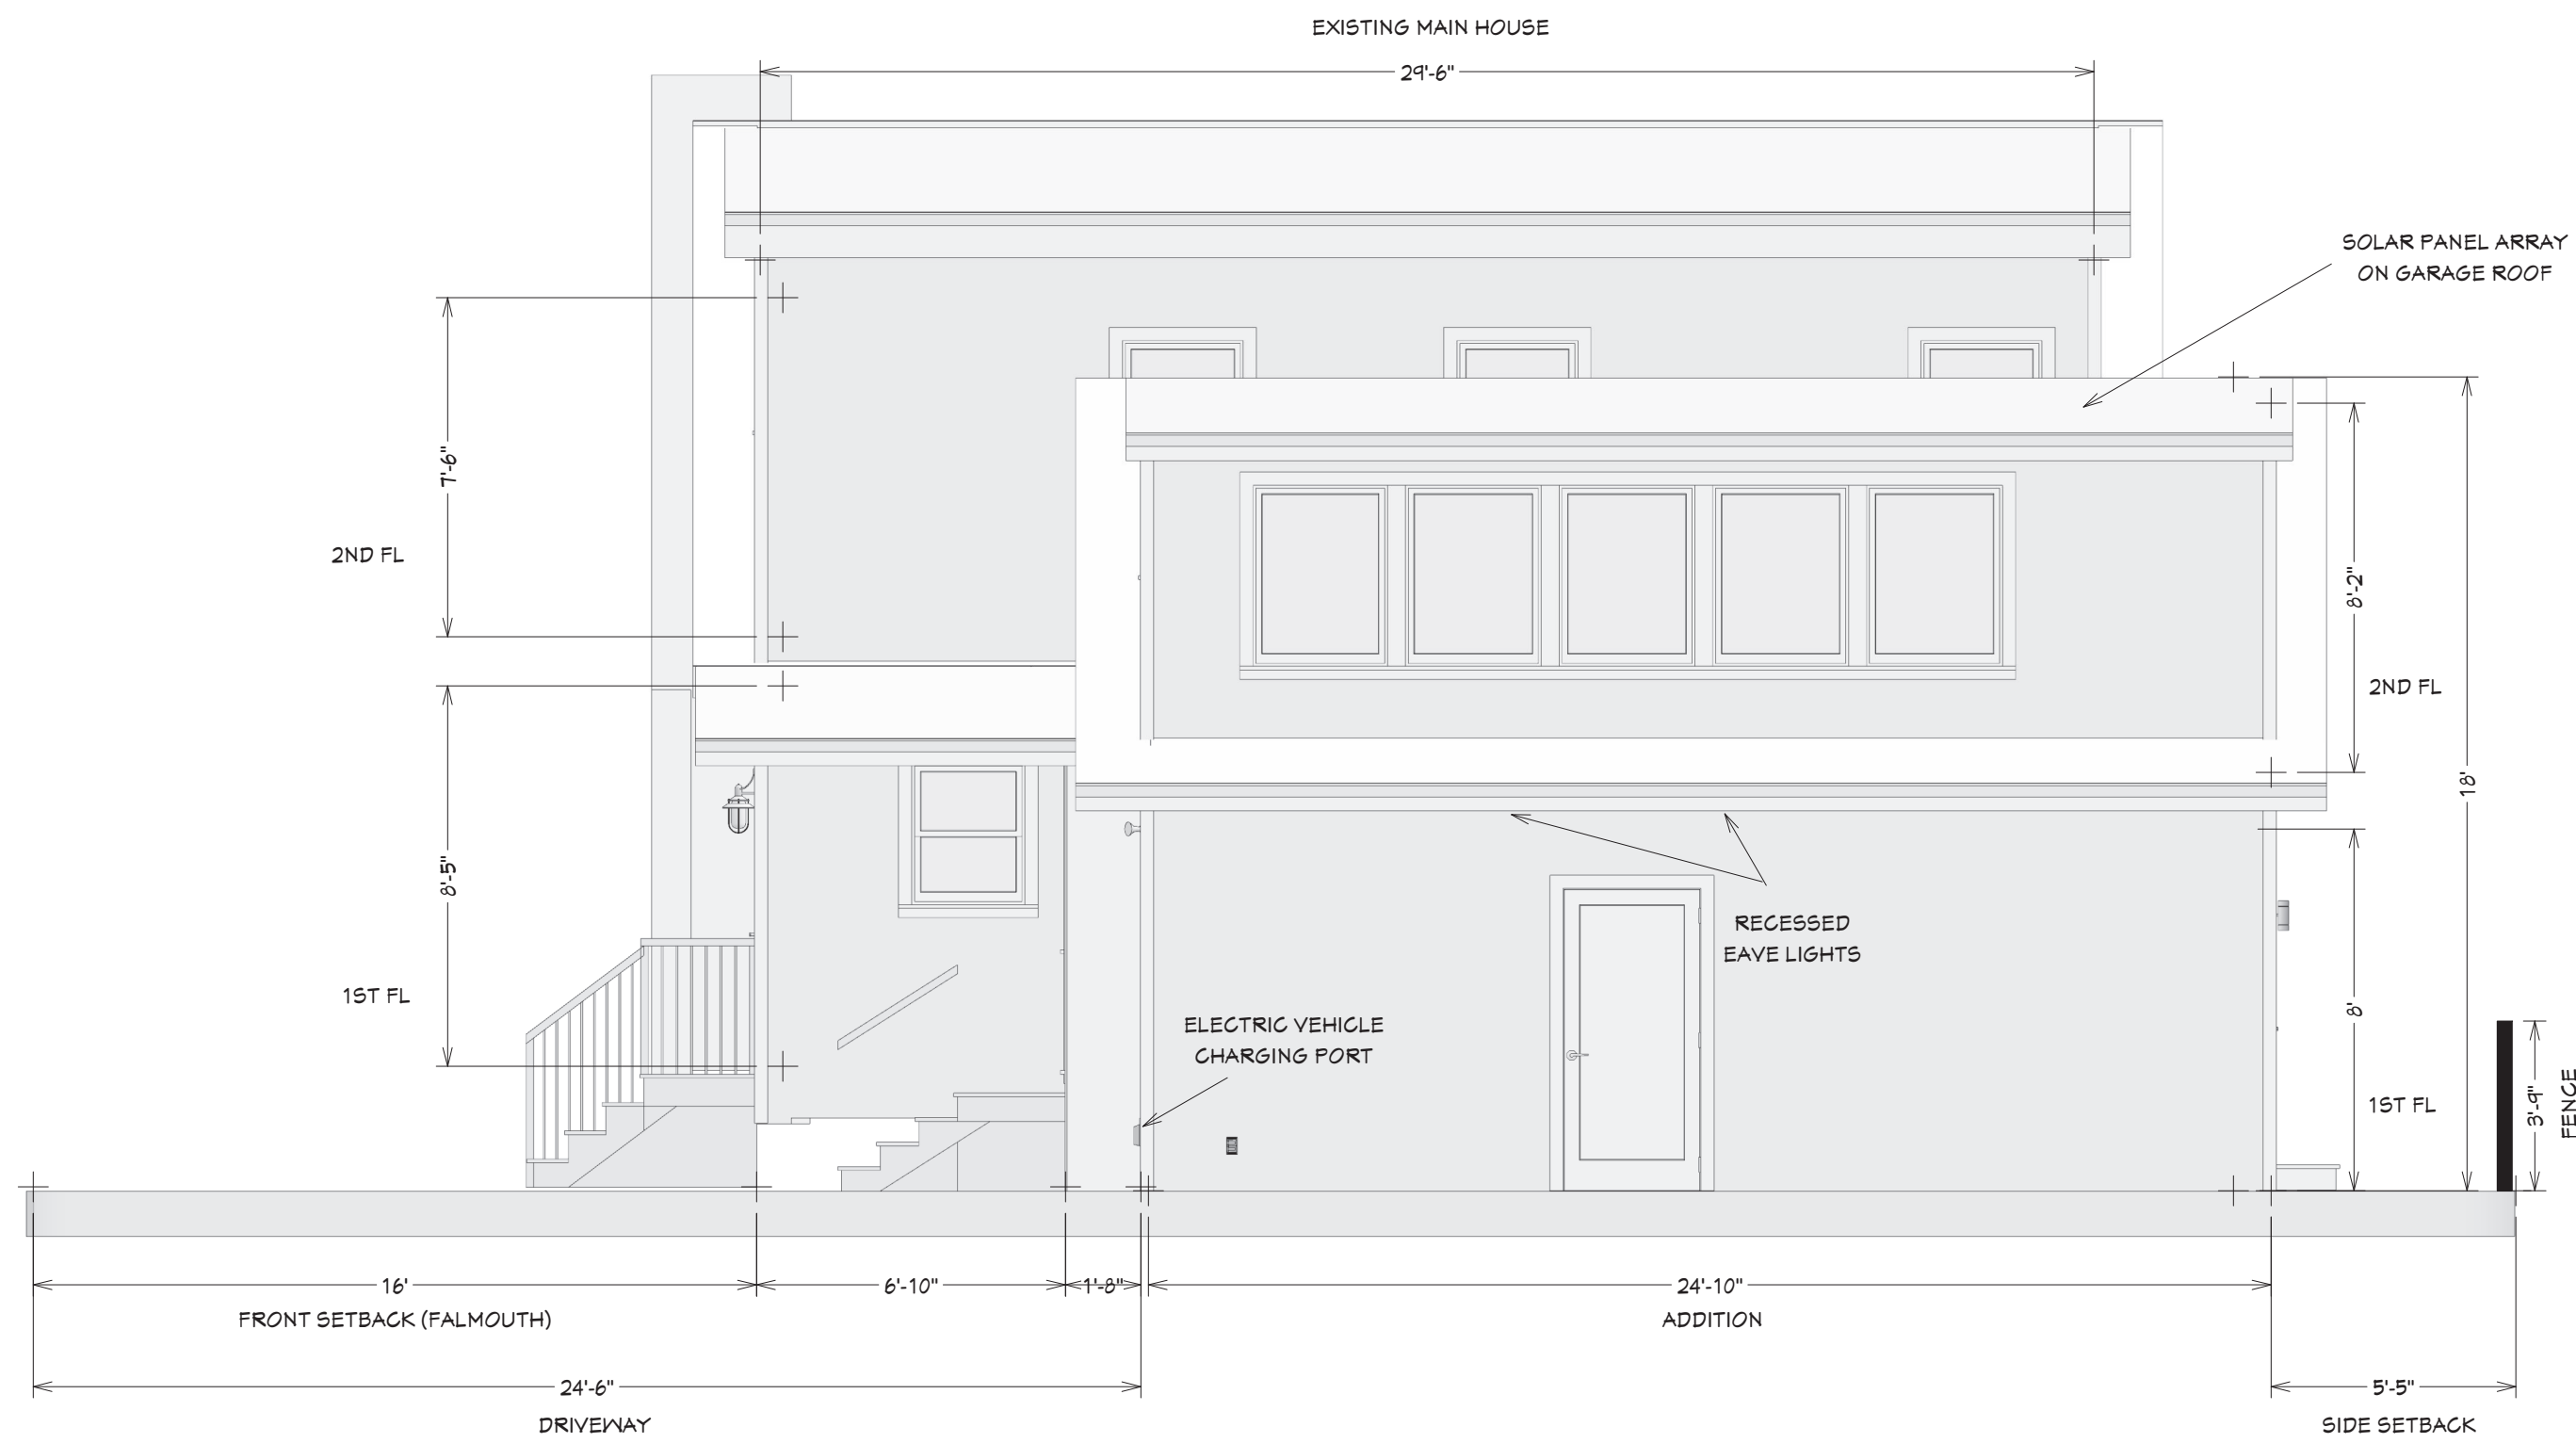 EXISTING MAIN HOUSE
29'-6"
SOLAR PANEL ARRAY
ON GARAGE ROOF
7'-6"
2ND FL
8'-2"
2ND FL
18'
8'-5"
1ST FL
RECESSED
EAVE LIGHTS
ELECTRIC VEHICLE
CHARGING PORT
8'
1ST FL
3'-9"
FENCE
16'
6'-10"
1'-8"
24'-10"
FRONT SETBACK (FALMOUTH)
ADDITION
24'-6"
5'-5"
DRIVEWAY
SIDE SETBACK